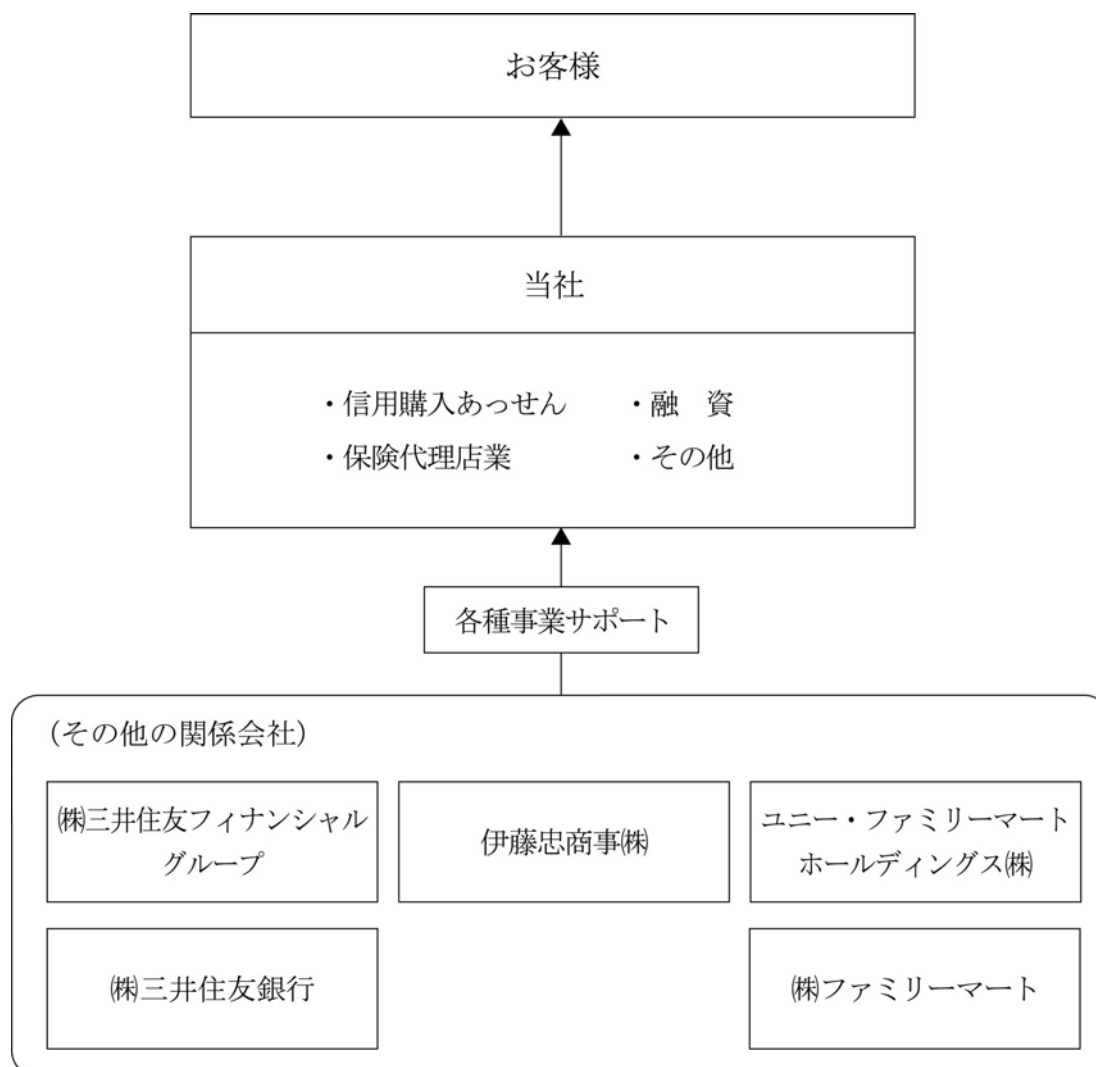 お客様
当社
・信用購入あっせん　・融　資
・保険代理店業　・その他
各種事業サポート
（その他の関係会社）
㈱三井住友フィナンシャル
グループ
伊藤忠商事㈱
ユニー・ファミリーマート
ホールディングス㈱
㈱三井住友銀行
㈱ファミリーマート